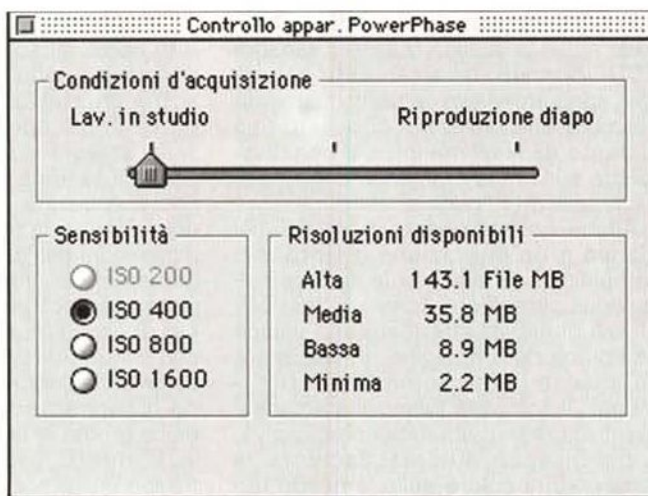 Controllo appar. PowerPhase
Condizioni d'acquisizione
Lav. in studio Riproduzione diapo
Sensibilità
ISO 200
ISO 400
ISO 800
ISO 1600
Risoluzioni disponibili
Alta 143.1 File MB
Media 35.8 MB
Bassa 8.9 MB
Minima 2.2 MB